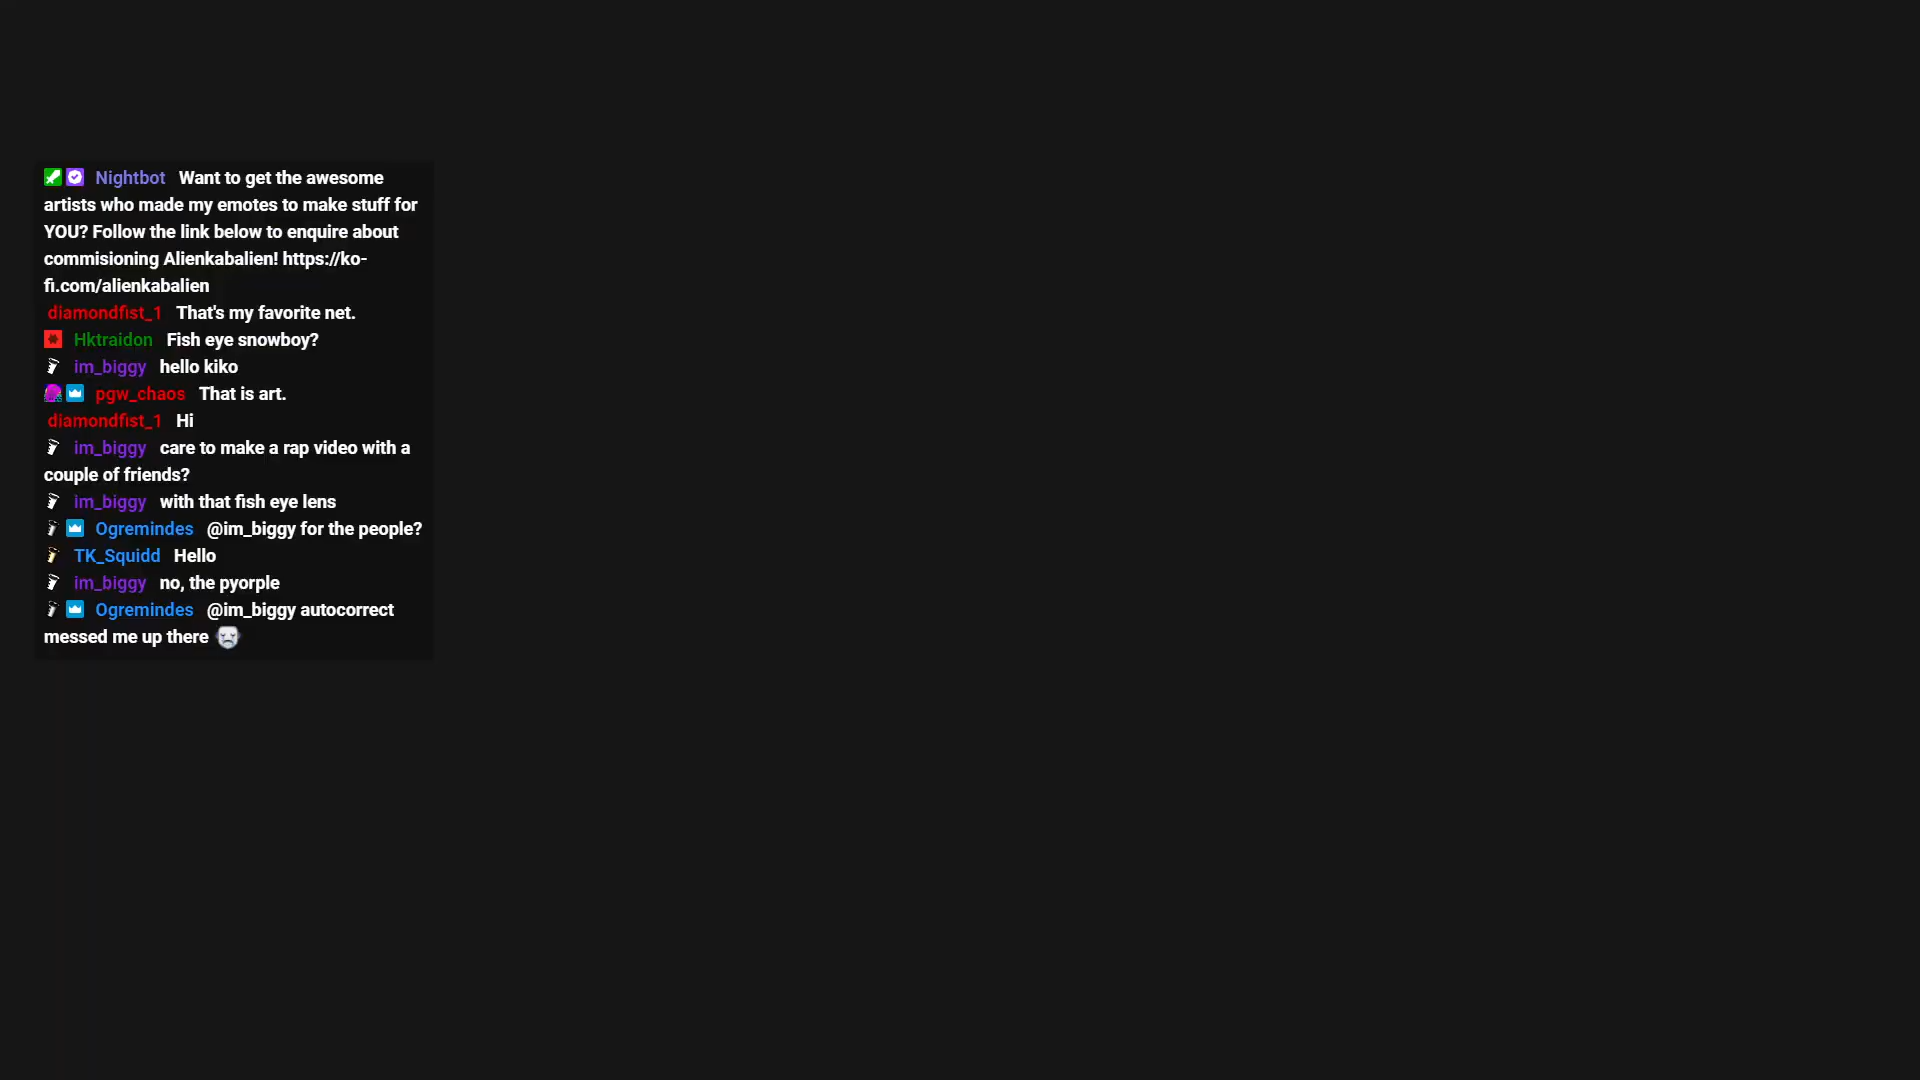 Nightbot Want to get the awesome
artists who made my emotes to make stuff for
YOU? Follow the link below to enquire about
commisioning Alienkabalien! https://ko-
fi.com/alienkabalien
diamondfist_1 That's my favorite net.
Hktraidon Fish eye snowboy?
im_biggy hello kiko
pgw_chaos That is art.
diamondfist_1 Hi
im_biggy care to make a rap video with a
couple of friends?
im_biggy with that fish eye lens
Ogremindes @im_biggy for the people?
TK_Squidd Hello
im_biggy no, the pyorple
Ogremindes @im_biggy autocorrect
messed me up there